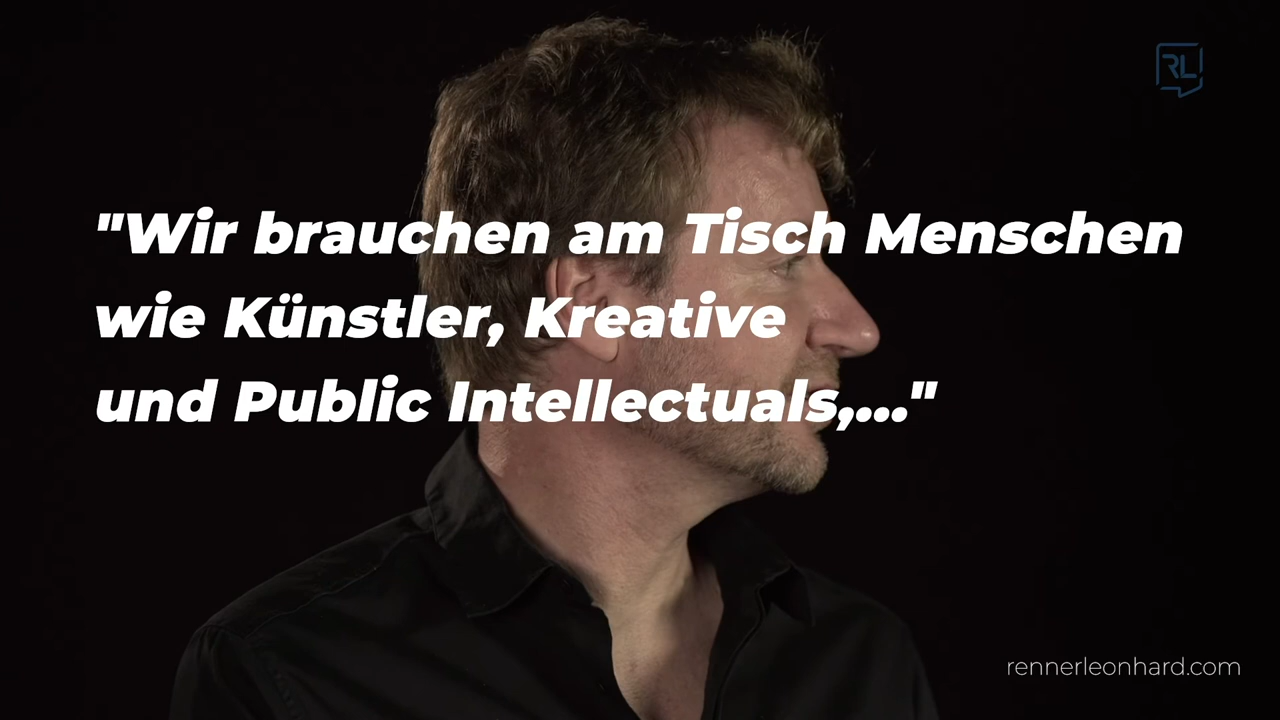 RL
"Wir brauchen am Tisch Menschen
wie Künstler, Kreative
und Public Intellectuals,..."
rennerleonhard.com